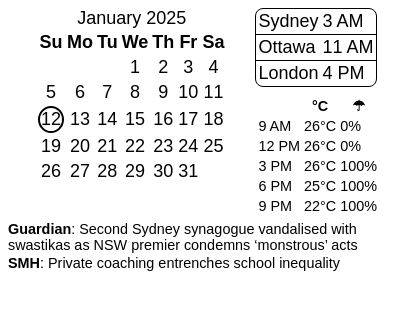 January 2025
Su Mo Tu We Th Fr Sa
1 2 3 4
5 6 7 8 9 10 11
12 13 14 15 16 17 18
19 20 21 22 23 24 25
26 27 28 29 30 31
Sydney 3 AM
Ottawa 11 AM
London 4 PM
°C ☂
9 AM 26°C 0%
12 PM 26°C 0%
3 PM 26°C 100%
6 PM 25°C 100%
9 PM 22°C 100%
Guardian: Second Sydney synagogue vandalised with
swastikas as NSW premier condemns ‘monstrous’ acts
SMH: Private coaching entrenches school inequality